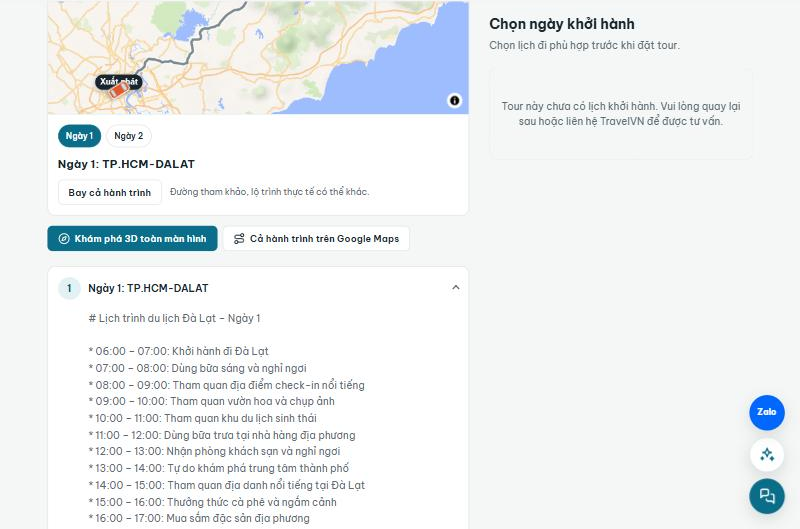 Xuất phát
Ngày 1
Ngày 2
Ngày 1: TP.HCM-DALAT
Bay cả hành trình
Đường tham khảo, lộ trình thực tế có thể khác.
Khám phá 3D toàn màn hình
Cả hành trình trên Google Maps
1
Ngày 1: TP.HCM-DALAT
# Lịch trình du lịch Đà Lạt – Ngày 1
* 06:00 – 07:00: Khởi hành đi Đà Lạt
* 07:00 – 08:00: Dùng bữa sáng và nghỉ ngơi
* 08:00 – 09:00: Tham quan địa điểm check-in nổi tiếng
* 09:00 – 10:00: Tham quan vườn hoa và chụp ảnh
* 10:00 – 11:00: Tham quan khu du lịch sinh thái
* 11:00 – 12:00: Dùng bữa trưa tại nhà hàng địa phương
* 12:00 – 13:00: Nhận phòng khách sạn và nghỉ ngơi
* 13:00 – 14:00: Tự do khám phá trung tâm thành phố
* 14:00 – 15:00: Tham quan địa danh nổi tiếng tại Đà Lạt
* 15:00 – 16:00: Thưởng thức cà phê và ngắm cảnh
* 16:00 – 17:00: Mua sắm đặc sản địa phương
Chọn ngày khởi hành
Chọn lịch đi phù hợp trước khi đặt tour.
Tour này chưa có lịch khởi hành. Vui lòng quay lại
sau hoặc liên hệ TravelVN để được tư vấn.
Zalo